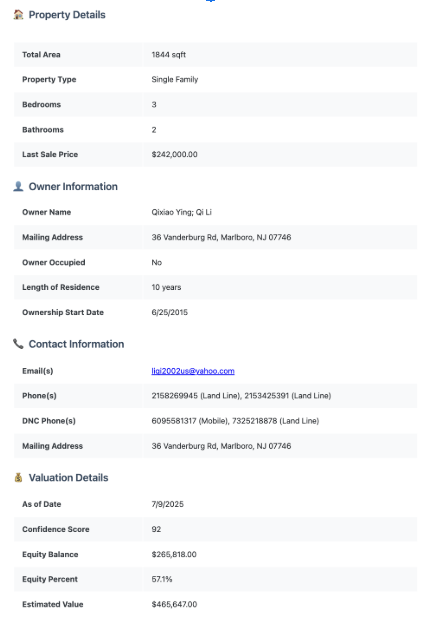 Property Details
Total Area 1844 sqft
Property Type Single Family
Bedrooms 3
Bathrooms 2
Last Sale Price $242,000.00
Owner Information
Owner Name Qixiao Ying; Qi Li
Mailing Address 36 Vanderburg Rd, Marlboro, NJ 07746
Owner Occupied No
Length of Residence 10 years
Ownership Start Date 6/25/2015
Contact Information
Email(s) liqi2002us@yahoo.com
Phone(s) 2158269945 (Land Line), 2153425391 (Land Line)
DNC Phone(s) 6095581317 (Mobile), 7325218878 (Land Line)
Mailing Address 36 Vanderburg Rd, Marlboro, NJ 07746
Valuation Details
As of Date 7/9/2025
Confidence Score 92
Equity Balance $265,818.00
Equity Percent 57.1%
Estimated Value $465,647.00